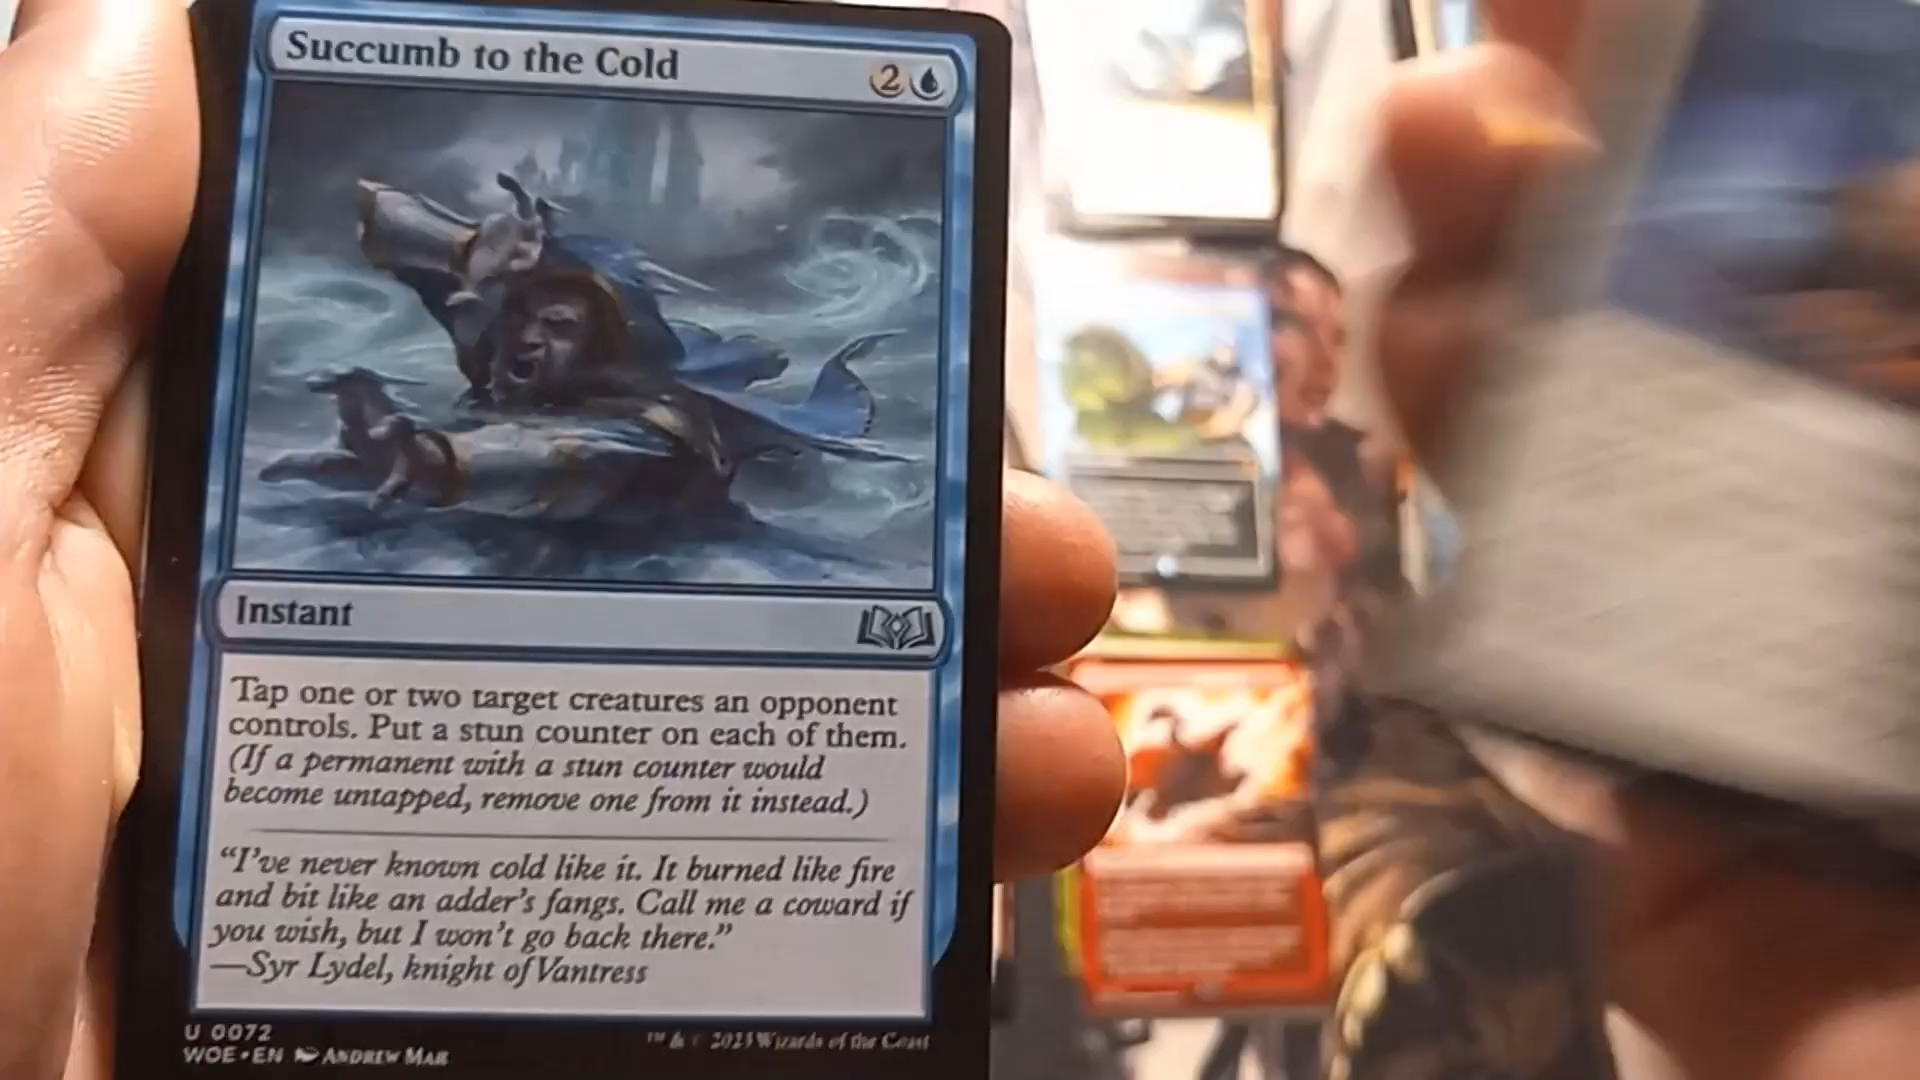 Succumb to the Cold
2
Instant
Tap one or two target creatures an opponent
controls. Put a stun counter on each of them.
(If a permanent with a stun counter would
become untapped, remove one from it instead.)
“I’ve never known cold like it. It burned like fire
and bit like an adder’s fangs. Call me a coward if
you wish, but I won’t go back there.”
—Syr Lydel, knight of Vantress
U 0072
WOE • EN ANDREW MAR
™ & © 2023 Wizards of the Coast